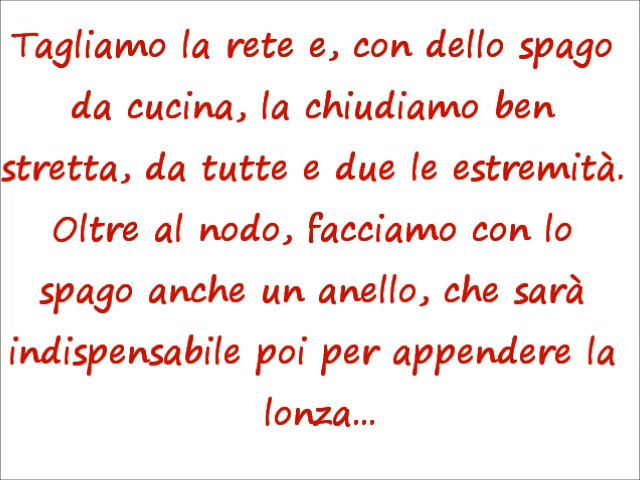 Tagliamo la rete e, con dello spago
da cucina, la chiudiamo ben
stretta, da tutte e due le estremità.
Oltre al nodo, facciamo con lo
spago anche un anello, che sarà
indispensabile poi per appendere la
lonza...